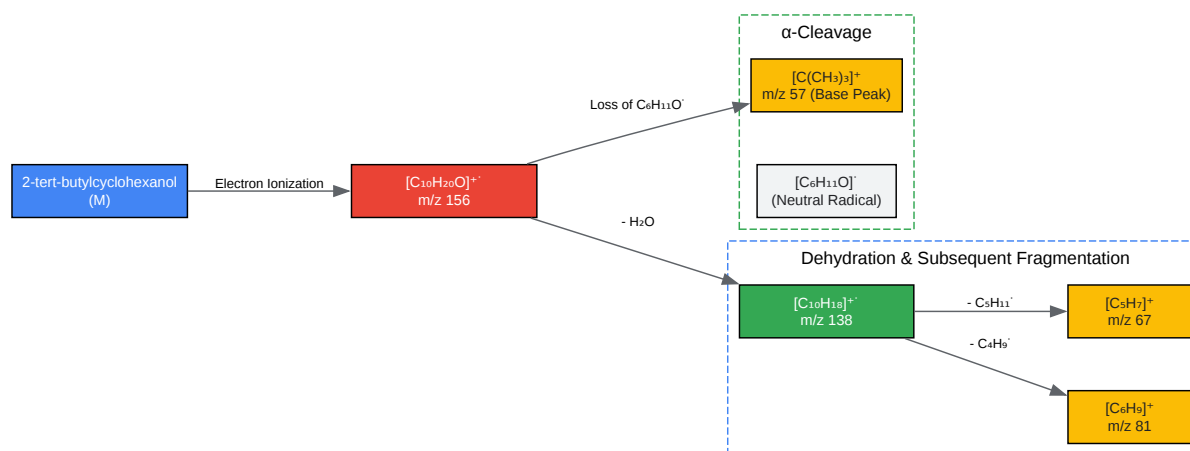 α-Cleavage
[C(CH₃)₃]⁺
m/z 57 (Base Peak)
Loss of C₆H₁₁O˙
2-tert-butylcyclohexanol
(M)
Electron Ionization
[C₁₀H₂₀O]⁺˙
m/z 156
[C₆H₁₁O]˙
(Neutral Radical)
- H₂O
Dehydration & Subsequent Fragmentation
[C₁₀H₁₈]⁺˙
m/z 138
- C₅H₁₁˙
[C₅H₇]⁺
m/z 67
- C₄H₉˙
[C₆H₉]⁺
m/z 81